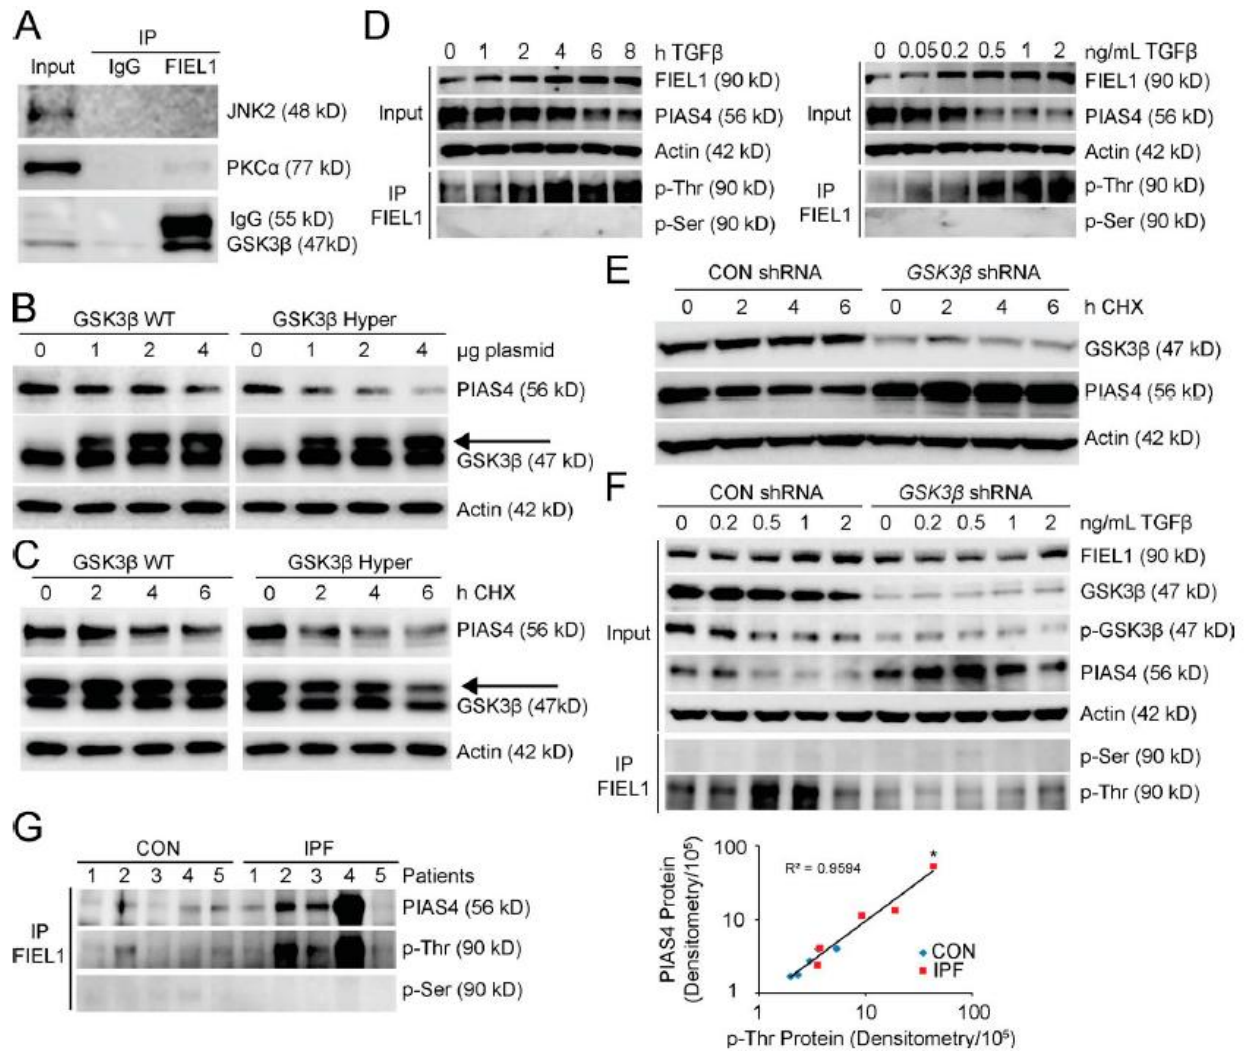 A
IP
Input IgG FIEL1
JNK2 (48 kD)
PKCα (77 kD)
IgG (55 kD)
GSK3β (47kD)
B
GSK3β WT GSK3β Hyper
0 1 2 4 0 1 2 4 µg plasmid
PIAS4 (56 kD)
GSK3β (47 kD)
Actin (42 kD)
C
GSK3β WT GSK3β Hyper
0 2 4 6 0 2 4 6 h CHX
PIAS4 (56 kD)
GSK3β (47kD)
Actin (42 kD)
D
0 1 2 4 6 8 h TGFβ
Input
FIEL1 (90 kD)
PIAS4 (56 kD)
Actin (42 kD)
IP
FIEL1
p-Thr (90 kD)
p-Ser (90 kD)
0 0.05 0.2 0.5 1 2 ng/mL TGFβ
Input
FIEL1 (90 kD)
PIAS4 (56 kD)
Actin (42 kD)
IP
FIEL1
p-Thr (90 kD)
p-Ser (90 kD)
E
CON shRNA GSK3β shRNA
0 2 4 6 0 2 4 6 h CHX
GSK3β (47 kD)
PIAS4 (56 kD)
Actin (42 kD)
F
CON shRNA GSK3β shRNA
0 0.2 0.5 1 2 0 0.2 0.5 1 2 ng/mL TGFβ
Input
FIEL1 (90 kD)
GSK3β (47 kD)
p-GSK3β (47 kD)
PIAS4 (56 kD)
Actin (42 kD)
IP
FIEL1
p-Ser (90 kD)
p-Thr (90 kD)
G
CON IPF
1 2 3 4 5 1 2 3 4 5 Patients
IP
FIEL1
PIAS4 (56 kD)
p-Thr (90 kD)
p-Ser (90 kD)
PIAS4 Protein
(Densitometry/10⁵)
100
10
1
R² = 0.9594
*
CON
IPF
1 10 100
p-Thr Protein (Densitometry/10⁵)